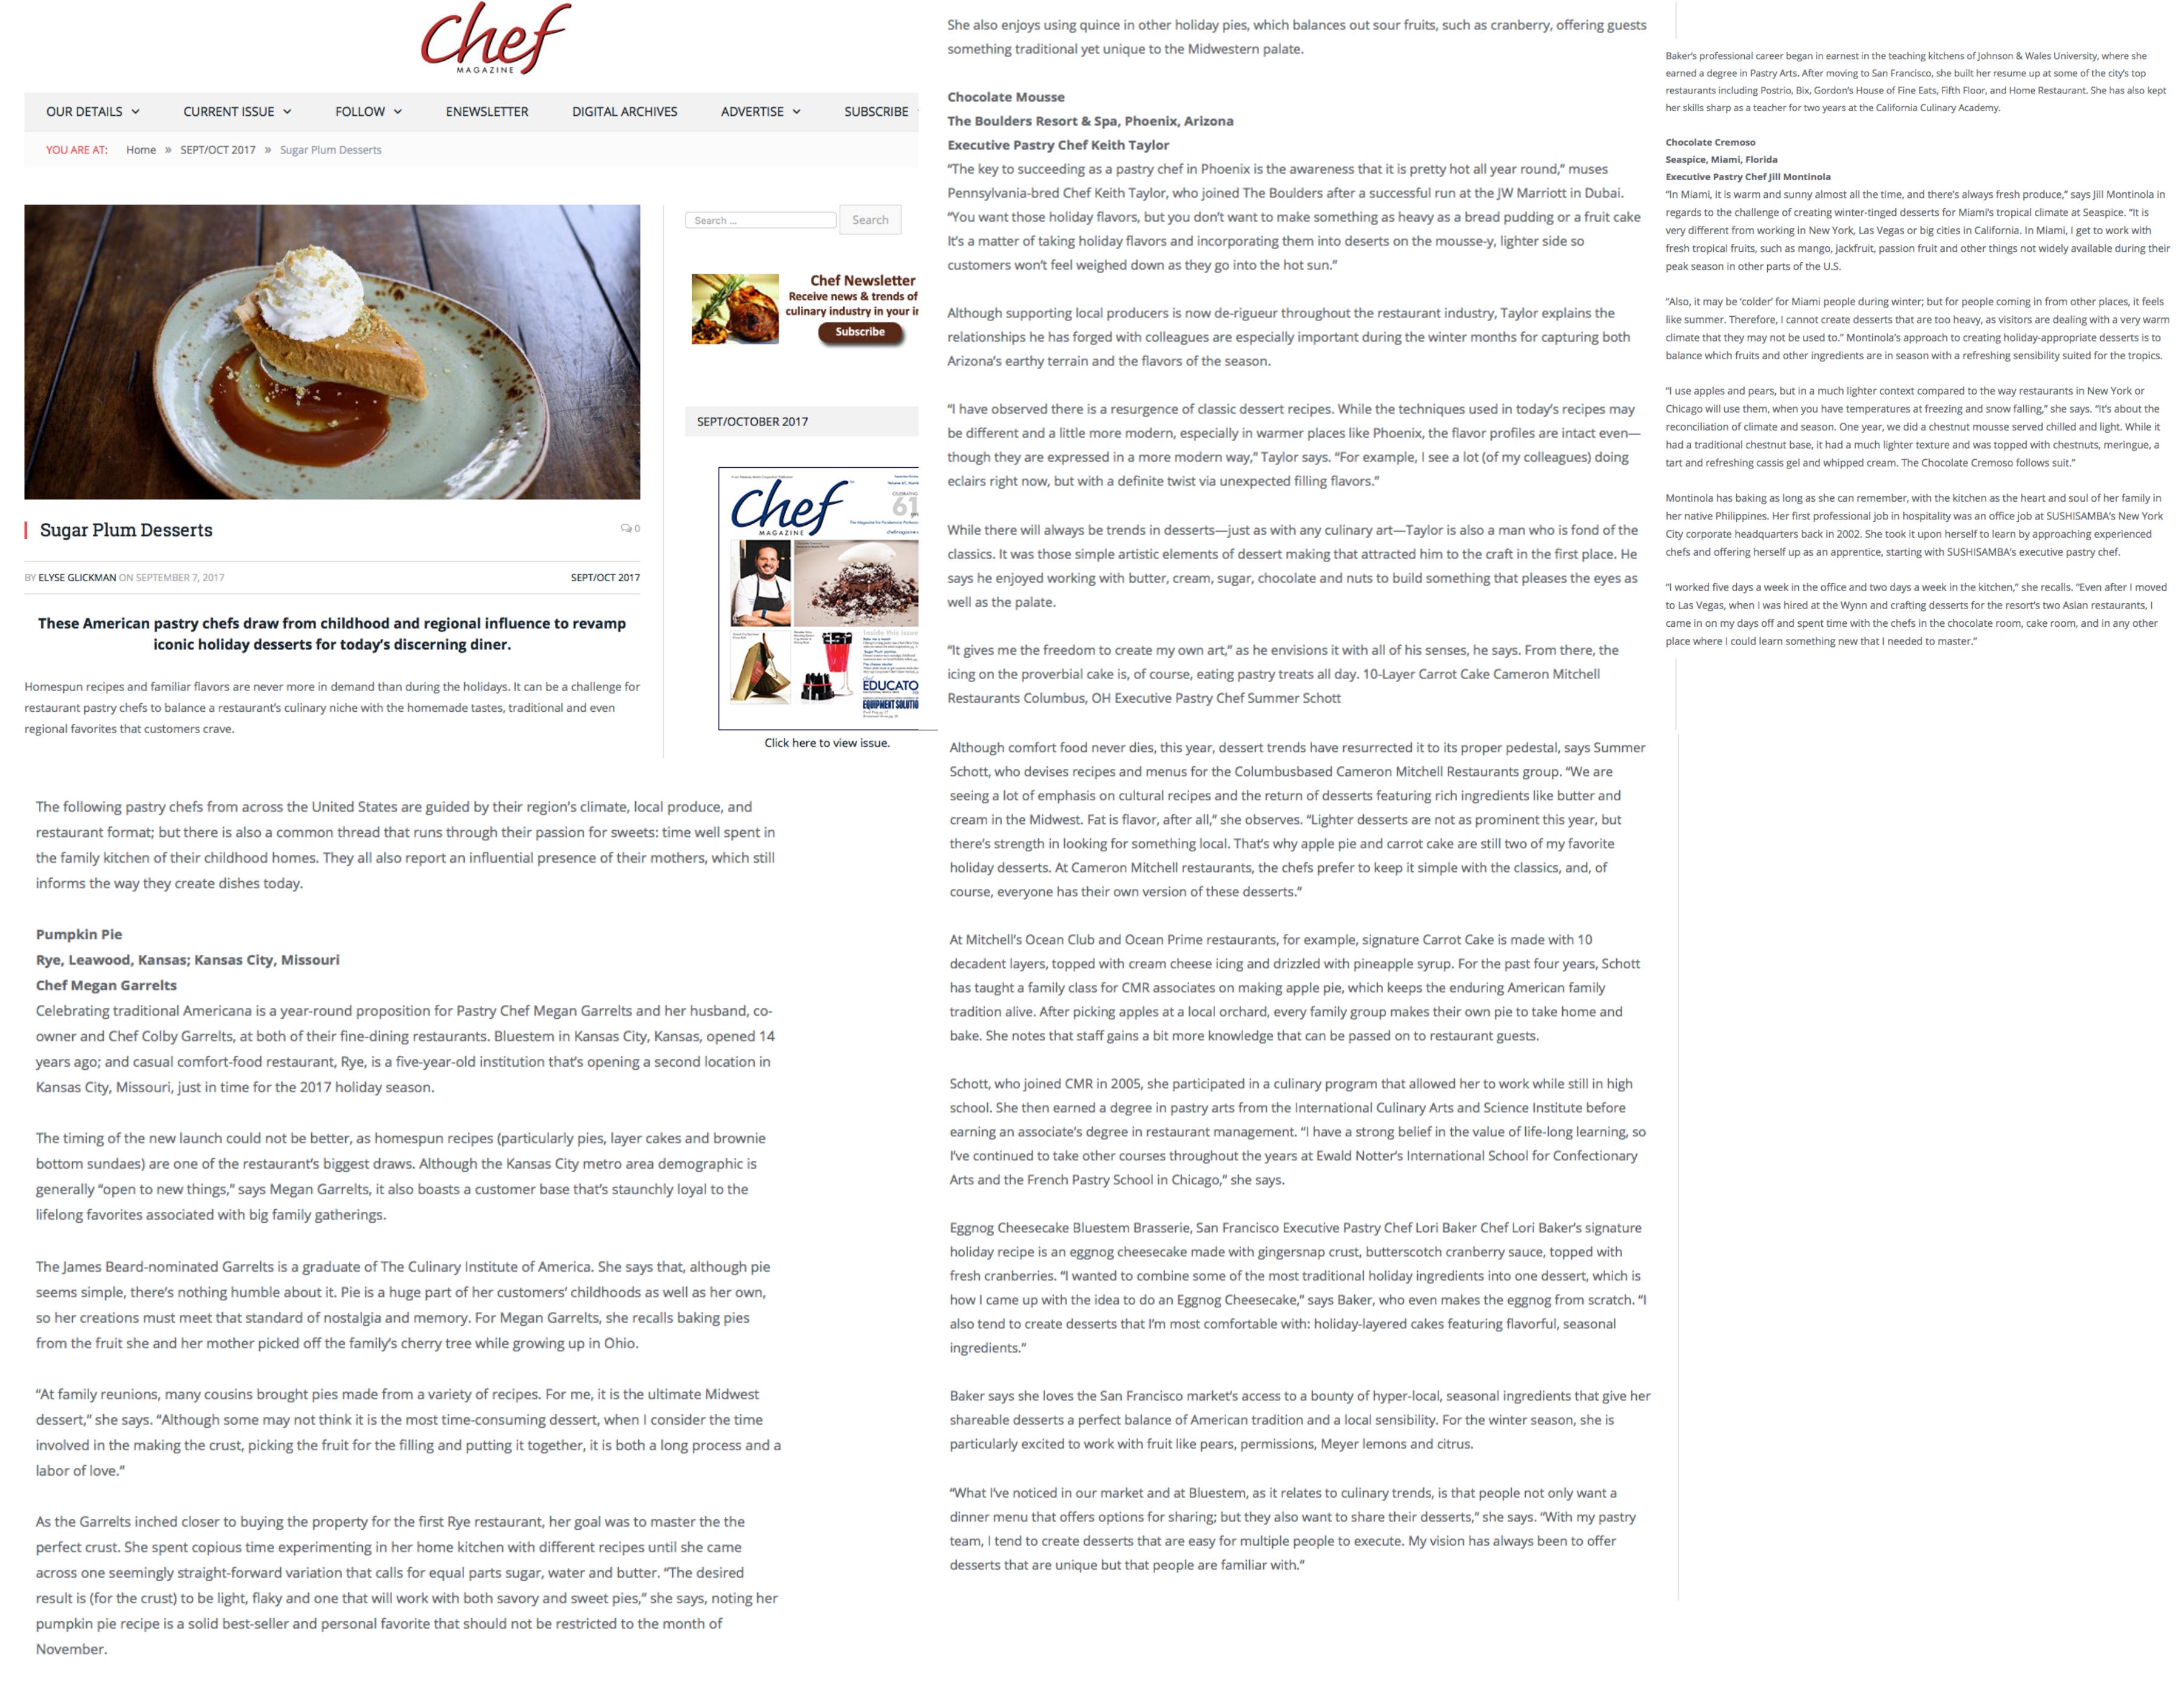 Chef
MAGAZINE
OUR DETAILS
CURRENT ISSUE
FOLLOW
ENEWSLETTER
DIGITAL ARCHIVES
ADVERTISE
SUBSCRIBE
YOU ARE AT: Home » SEPT/OCT 2017 » Sugar Plum Desserts
Search ...
Search
Chef Newsletter
Receive news & trends of
culinary industry in your
Subscribe
SEPT/OCTOBER 2017
Chef
MAGAZINE
CELEBRATING
61
Inside this issue
EDUCATO
EQUIPMENT SOLUTIO
Click here to view issue.
Sugar Plum Desserts
0
BY ELYSE GLICKMAN ON SEPTEMBER 7, 2017
SEPT/OCT 2017
These American pastry chefs draw from childhood and regional influence to revamp
iconic holiday desserts for today's discerning diner.
Homespun recipes and familiar flavors are never more in demand than during the holidays. It can be a challenge for
restaurant pastry chefs to balance a restaurant's culinary niche with the homemade tastes, traditional and even
regional favorites that customers crave.
The following pastry chefs from across the United States are guided by their region's climate, local produce, and
restaurant format; but there is also a common thread that runs through their passion for sweets: time well spent in
the family kitchen of their childhood homes. They all also report an influential presence of their mothers, which still
informs the way they create dishes today.
Pumpkin Pie
Rye, Leawood, Kansas; Kansas City, Missouri
Chef Megan Garrelts
Celebrating traditional Americana is a year-round proposition for Pastry Chef Megan Garrelts and her husband, co-
owner and Chef Colby Garrelts, at both of their fine-dining restaurants. Bluestem in Kansas City, Kansas, opened 14
years ago; and casual comfort-food restaurant, Rye, is a five-year-old institution that's opening a second location in
Kansas City, Missouri, just in time for the 2017 holiday season.
The timing of the new launch could not be better, as homespun recipes (particularly pies, layer cakes and brownie
bottom sundaes) are one of the restaurant's biggest draws. Although the Kansas City metro area demographic is
generally "open to new things," says Megan Garrelts, it also boasts a customer base that's staunchly loyal to the
lifelong favorites associated with big family gatherings.
The James Beard-nominated Garrelts is a graduate of The Culinary Institute of America. She says that, although pie
seems simple, there's nothing humble about it. Pie is a huge part of her customers' childhoods as well as her own,
so her creations must meet that standard of nostalgia and memory. For Megan Garrelts, she recalls baking pies
from the fruit she and her mother picked off the family's cherry tree while growing up in Ohio.
"At family reunions, many cousins brought pies made from a variety of recipes. For me, it is the ultimate Midwest
dessert," she says. "Although some may not think it is the most time-consuming dessert, when I consider the time
involved in the making the crust, picking the fruit for the filling and putting it together, it is both a long process and a
labor of love."
As the Garrelts inched closer to buying the property for the first Rye restaurant, her goal was to master the the
perfect crust. She spent copious time experimenting in her home kitchen with different recipes until she came
across one seemingly straight-forward variation that calls for equal parts sugar, water and butter. "The desired
result is (for the crust) to be light, flaky and one that will work with both savory and sweet pies," she says, noting her
pumpkin pie recipe is a solid best-seller and personal favorite that should not be restricted to the month of
November.
She also enjoys using quince in other holiday pies, which balances out sour fruits, such as cranberry, offering guests
something traditional yet unique to the Midwestern palate.
Chocolate Mousse
The Boulders Resort & Spa, Phoenix, Arizona
Executive Pastry Chef Keith Taylor
"The key to succeeding as a pastry chef in Phoenix is the awareness that it is pretty hot all year round," muses
Pennsylvania-bred Chef Keith Taylor, who joined The Boulders after a successful run at the JW Marriott in Dubai.
"You want those holiday flavors, but you don't want to make something as heavy as a bread pudding or a fruit cake
It's a matter of taking holiday flavors and incorporating them into deserts on the mousse-y, lighter side so
customers won't feel weighed down as they go into the hot sun."
Although supporting local producers is now de-rigueur throughout the restaurant industry, Taylor explains the
relationships he has forged with colleagues are especially important during the winter months for capturing both
Arizona's earthy terrain and the flavors of the season.
"I have observed there is a resurgence of classic dessert recipes. While the techniques used in today's recipes may
be different and a little more modern, especially in warmer places like Phoenix, the flavor profiles are intact even—
though they are expressed in a more modern way," Taylor says. "For example, I see a lot (of my colleagues) doing
eclairs right now, but with a definite twist via unexpected filling flavors."
While there will always be trends in desserts—just as with any culinary art—Taylor is also a man who is fond of the
classics. It was those simple artistic elements of dessert making that attracted him to the craft in the first place. He
says he enjoyed working with butter, cream, sugar, chocolate and nuts to build something that pleases the eyes as
well as the palate.
"It gives me the freedom to create my own art," as he envisions it with all of his senses, he says. From there, the
icing on the proverbial cake is, of course, eating pastry treats all day. 10-Layer Carrot Cake Cameron Mitchell
Restaurants Columbus, OH Executive Pastry Chef Summer Schott
Although comfort food never dies, this year, dessert trends have resurrected it to its proper pedestal, says Summer
Schott, who devises recipes and menus for the Columbusbased Cameron Mitchell Restaurants group. "We are
seeing a lot of emphasis on cultural recipes and the return of desserts featuring rich ingredients like butter and
cream in the Midwest. Fat is flavor, after all," she observes. "Lighter desserts are not as prominent this year, but
there's strength in looking for something local. That's why apple pie and carrot cake are still two of my favorite
holiday desserts. At Cameron Mitchell restaurants, the chefs prefer to keep it simple with the classics, and, of
course, everyone has their own version of these desserts."
At Mitchell's Ocean Club and Ocean Prime restaurants, for example, signature Carrot Cake is made with 10
decadent layers, topped with cream cheese icing and drizzled with pineapple syrup. For the past four years, Schott
has taught a family class for CMR associates on making apple pie, which keeps the enduring American family
tradition alive. After picking apples at a local orchard, every family group makes their own pie to take home and
bake. She notes that staff gains a bit more knowledge that can be passed on to restaurant guests.
Schott, who joined CMR in 2005, she participated in a culinary program that allowed her to work while still in high
school. She then earned a degree in pastry arts from the International Culinary Arts and Science Institute before
earning an associate's degree in restaurant management. "I have a strong belief in the value of life-long learning, so
I've continued to take other courses throughout the years at Ewald Notter's International School for Confectionary
Arts and the French Pastry School in Chicago," she says.
Eggnog Cheesecake Bluestem Brasserie, San Francisco Executive Pastry Chef Lori Baker Chef Lori Baker's signature
holiday recipe is an eggnog cheesecake made with gingersnap crust, butterscotch cranberry sauce, topped with
fresh cranberries. "I wanted to combine some of the most traditional holiday ingredients into one dessert, which is
how I came up with the idea to do an Eggnog Cheesecake," says Baker, who even makes the eggnog from scratch. "I
also tend to create desserts that I'm most comfortable with: holiday-layered cakes featuring flavorful, seasonal
ingredients."
Baker says she loves the San Francisco market's access to a bounty of hyper-local, seasonal ingredients that give her
shareable desserts a perfect balance of American tradition and a local sensibility. For the winter season, she is
particularly excited to work with fruit like pears, permissions, Meyer lemons and citrus.
"What I've noticed in our market and at Bluestem, as it relates to culinary trends, is that people not only want a
dinner menu that offers options for sharing; but they also want to share their desserts," she says. "With my pastry
team, I tend to create desserts that are easy for multiple people to execute. My vision has always been to offer
desserts that are unique but that people are familiar with."
Baker's professional career began in earnest in the teaching kitchens of Johnson & Wales University, where she
earned a degree in Pastry Arts. After moving to San Francisco, she built her resume up at some of the city's top
restaurants including Postrio, Bix, Gordon's House of Fine Eats, Fifth Floor, and Home Restaurant. She has also kept
her skills sharp as a teacher for two years at the California Culinary Academy.
Chocolate Cremoso
Seaspice, Miami, Florida
Executive Pastry Chef Jill Montinola
"In Miami, it is warm and sunny almost all the time, and there's always fresh produce," says Jill Montinola in
regards to the challenge of creating winter-tinged desserts for Miami's tropical climate at Seaspice. "It is
very different from working in New York, Las Vegas or big cities in California. In Miami, I get to work with
fresh tropical fruits, such as mango, jackfruit, passion fruit and other things not widely available during their
peak season in other parts of the U.S.
"Also, it may be 'colder' for Miami people during winter; but for people coming in from other places, it feels
like summer. Therefore, I cannot create desserts that are too heavy, as visitors are dealing with a very warm
climate that they may not be used to." Montinola's approach to creating holiday-appropriate desserts is to
balance which fruits and other ingredients are in season with a refreshing sensibility suited for the tropics.
"I use apples and pears, but in a much lighter context compared to the way restaurants in New York or
Chicago will use them, when you have temperatures at freezing and snow falling," she says. "It's about the
reconciliation of climate and season. One year, we did a chestnut mousse served chilled and light. While it
had a traditional chestnut base, it had a much lighter texture and was topped with chestnuts, meringue, a
tart and refreshing cassis gel and whipped cream. The Chocolate Cremoso follows suit."
Montinola has baking as long as she can remember, with the kitchen as the heart and soul of her family in
her native Philippines. Her first professional job in hospitality was an office job at SUSHISAMBA's New York
City corporate headquarters back in 2002. She took it upon herself to learn by approaching experienced
chefs and offering herself up as an apprentice, starting with SUSHISAMBA's executive pastry chef.
"I worked five days a week in the office and two days a week in the kitchen," she recalls. "Even after I moved
to Las Vegas, when I was hired at the Wynn and crafting desserts for the resort's two Asian restaurants, I
came in on my days off and spent time with the chefs in the chocolate room, cake room, and in any other
place where I could learn something new that I needed to master."